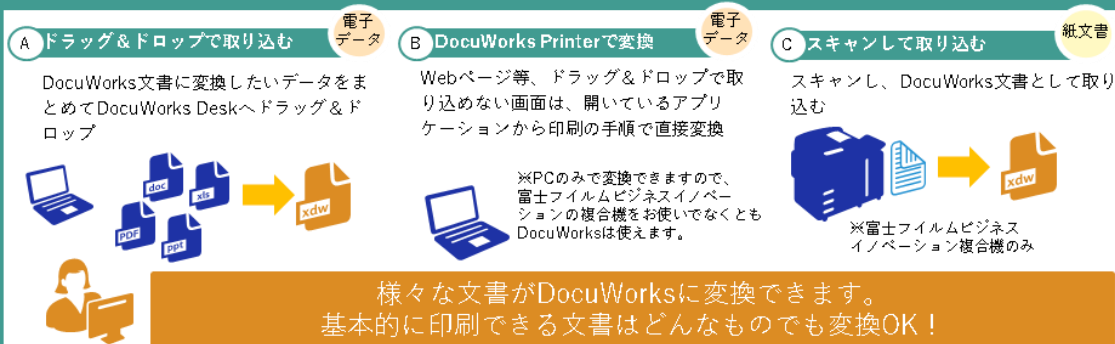 A ドラッグ＆ドロップで取り込む
電子
データ
DocuWorks文書に変換したいデータをま
とめてDocuWorks Deskへドラッグ＆ド
ロップ
doc
xls
PDF
ppt
xdw
B DocuWorks Printerで変換
電子
データ
Webページ等、ドラッグ＆ドロップで取
り込めない画面は、開いているアプリ
ケーションから印刷の手順で直接変換
※PCのみで変換できますので、
富士フイルムビジネスイノベー
ションの複合機をお使いでなくとも
DocuWorksは使えます。
C スキャンして取り込む
紙文書
スキャンし、DocuWorks文書として取り
込む
xdw
※富士フイルムビジネス
イノベーション複合機のみ
様々な文書がDocuWorksに変換できます。
基本的に印刷できる文書はどんなものでも変換OK！